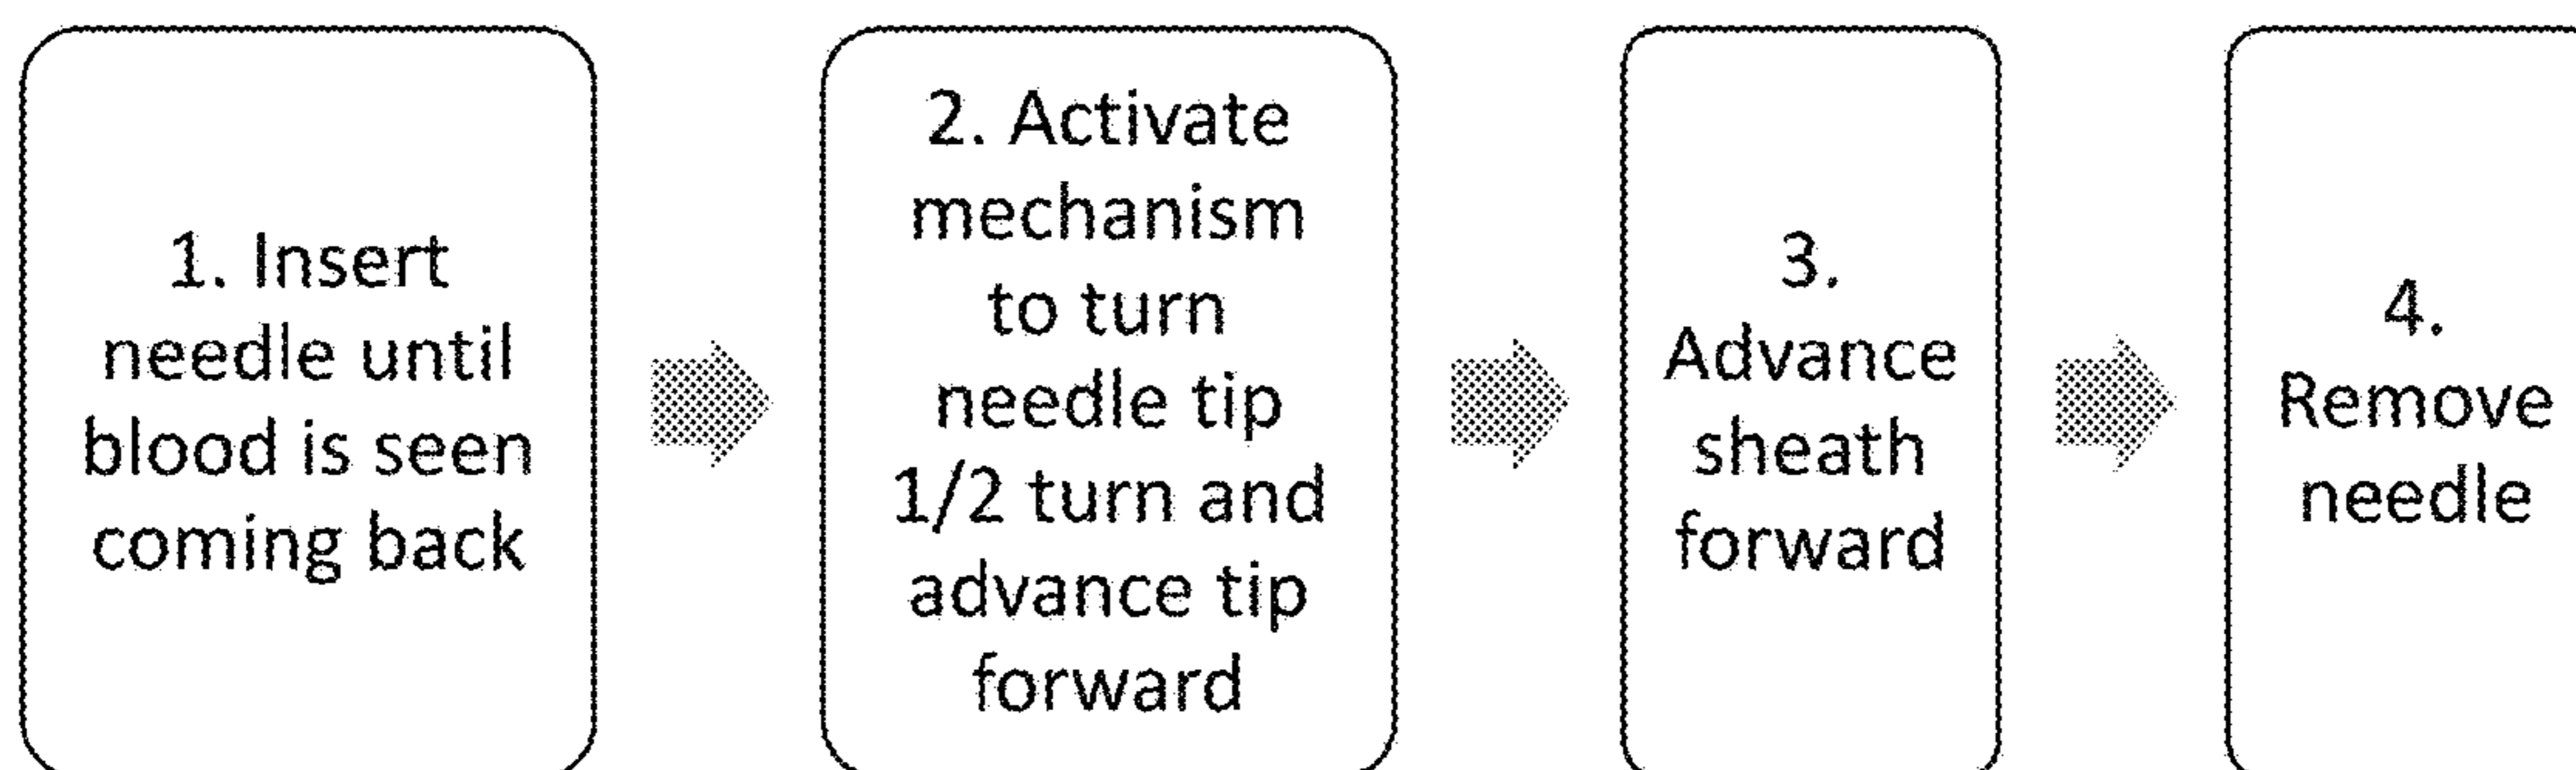 1. Insert
needle until
blood is seen
coming back
2. Activate
mechanism
to turn
needle tip
1/2 turn and
advance tip
forward
3.
Advance
sheath
forward
4.
Remove
needle